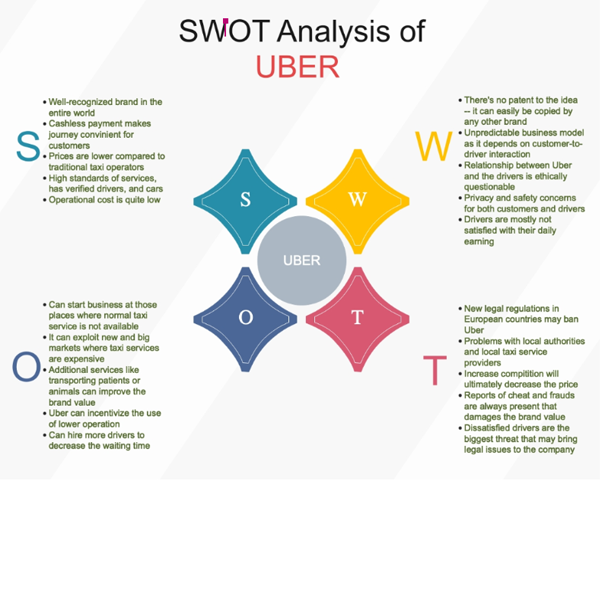 SWOT Analysis of
UBER
S
• Well-recognized brand in the
entire world
• Cashless payment makes
journey convinient for
customers
• Prices are lower compared to
traditional taxi operators
• High standards of services,
has verified drivers, and cars
• Operational cost is quite low
W
• There's no patent to the idea
-- it can easily be copied by
any other brand
• Unpredictable business model
as it depends on customer-to-
driver interaction
• Relationship between Uber
and the drivers is ethically
questionable
• Privacy and safety concerns
for both customers and drivers
• Drivers are mostly not
satisfied with their daily
earning
S
W
UBER
O
T
O
• Can start business at those
places where normal taxi
service is not available
• It can exploit new and big
markets where taxi services
are expensive
• Additional services like
transporting patients or
animals can improve the
brand value
• Uber can incentivize the use
of lower operation
• Can hire more drivers to
decrease the waiting time
T
• New legal regulations in
European countries may ban
Uber
• Problems with local authorities
and local taxi service
providers
• Increase compitition will
ultimately decrease the price
• Reports of cheat and frauds
are always present that
damages the brand value
• Dissatisfied drivers are the
biggest threat that may bring
legal issues to the company